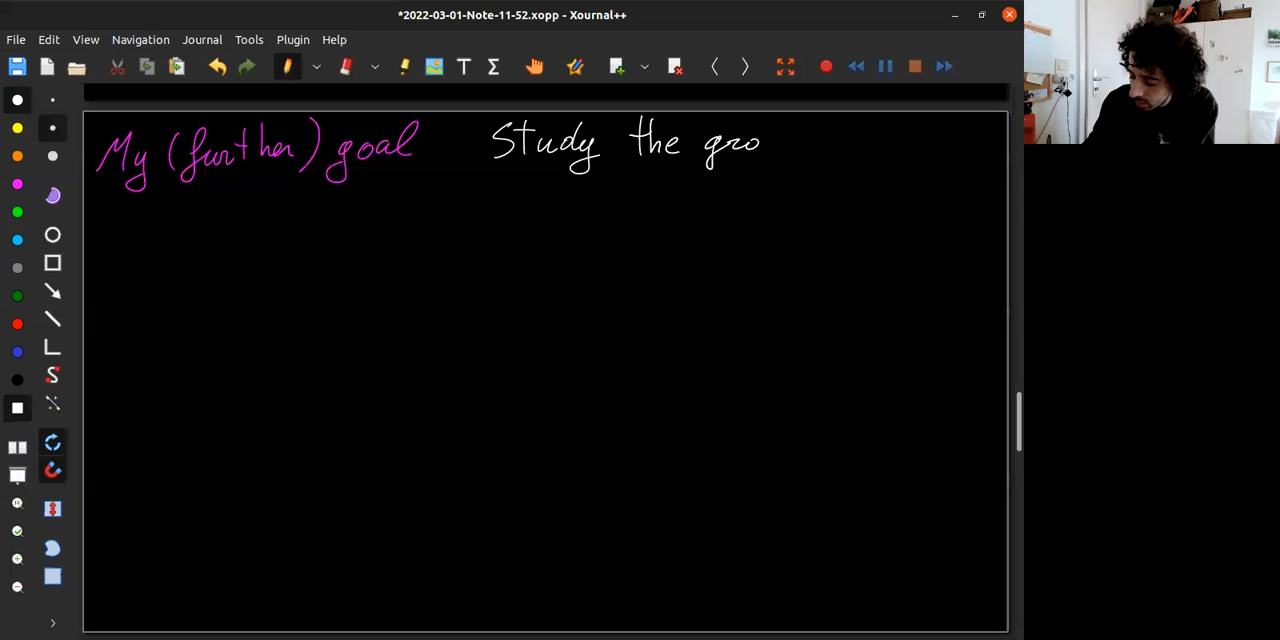 *2022-03-01-Note-11-52.xopp - Xournal++
File Edit View Navigation Journal Tools Plugin Help
My (further) goal Study the gro